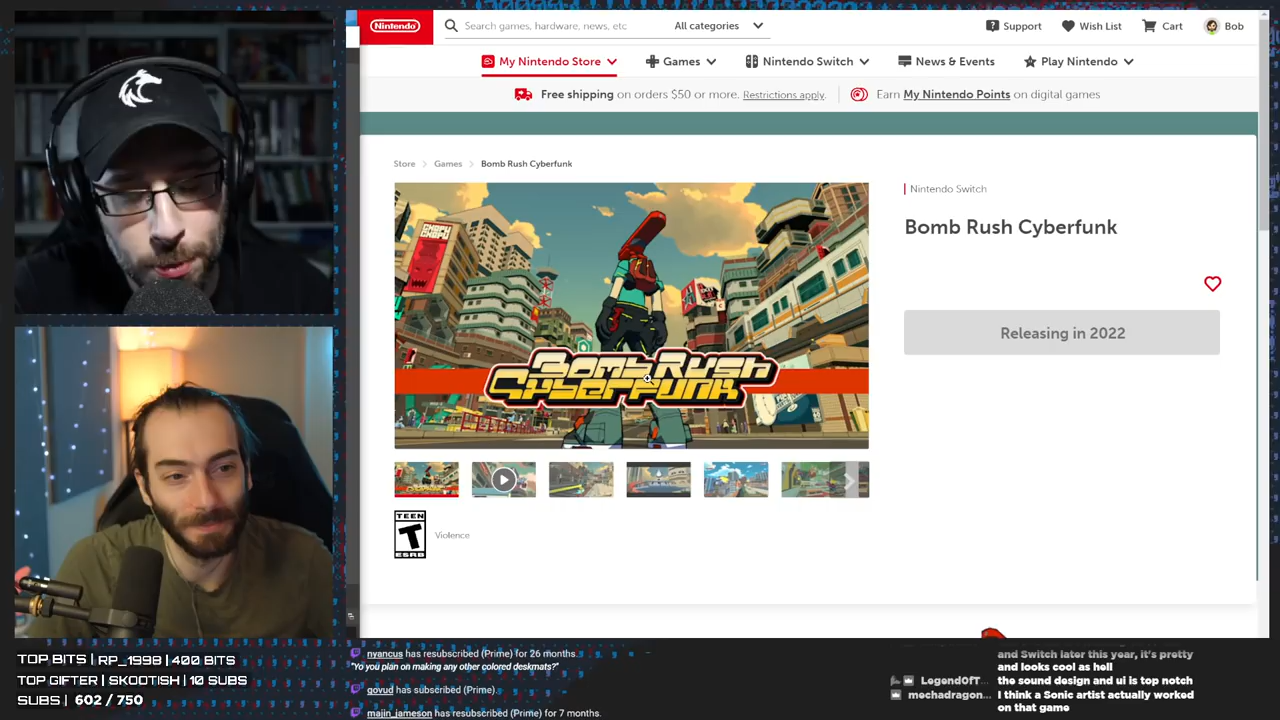 Nintendo
Search games, hardware, news, etc
All categories
Support
Wish List
Cart
Bob
My Nintendo Store
Games
Nintendo Switch
News & Events
Play Nintendo
Free shipping on orders $50 or more. Restrictions apply.
Earn My Nintendo Points on digital games
Store
Games
Bomb Rush Cyberfunk
Nintendo Switch
Bomb Rush Cyberfunk
Releasing in 2022
Bomb Rush
Cyberfunk
TEEN
T
ESRB
Violence
TOP BITS | RP_1998 | 400 BITS
TOP GIFTER | SKOOTISH | 10 SUBS
SUBS | 602 / 750
nyancus has resubscribed (Prime) for 26 months.
"Yo you plan on making any other colored deskmats?"
govud has subscribed (Prime).
majin_jameson has resubscribed (Prime) for 7 months.
and Switch later this year, it's pretty
and looks cool as hell
LegendofT... the sound design and ui is top notch
mechadragon... I think a Sonic artist actually worked
on that game